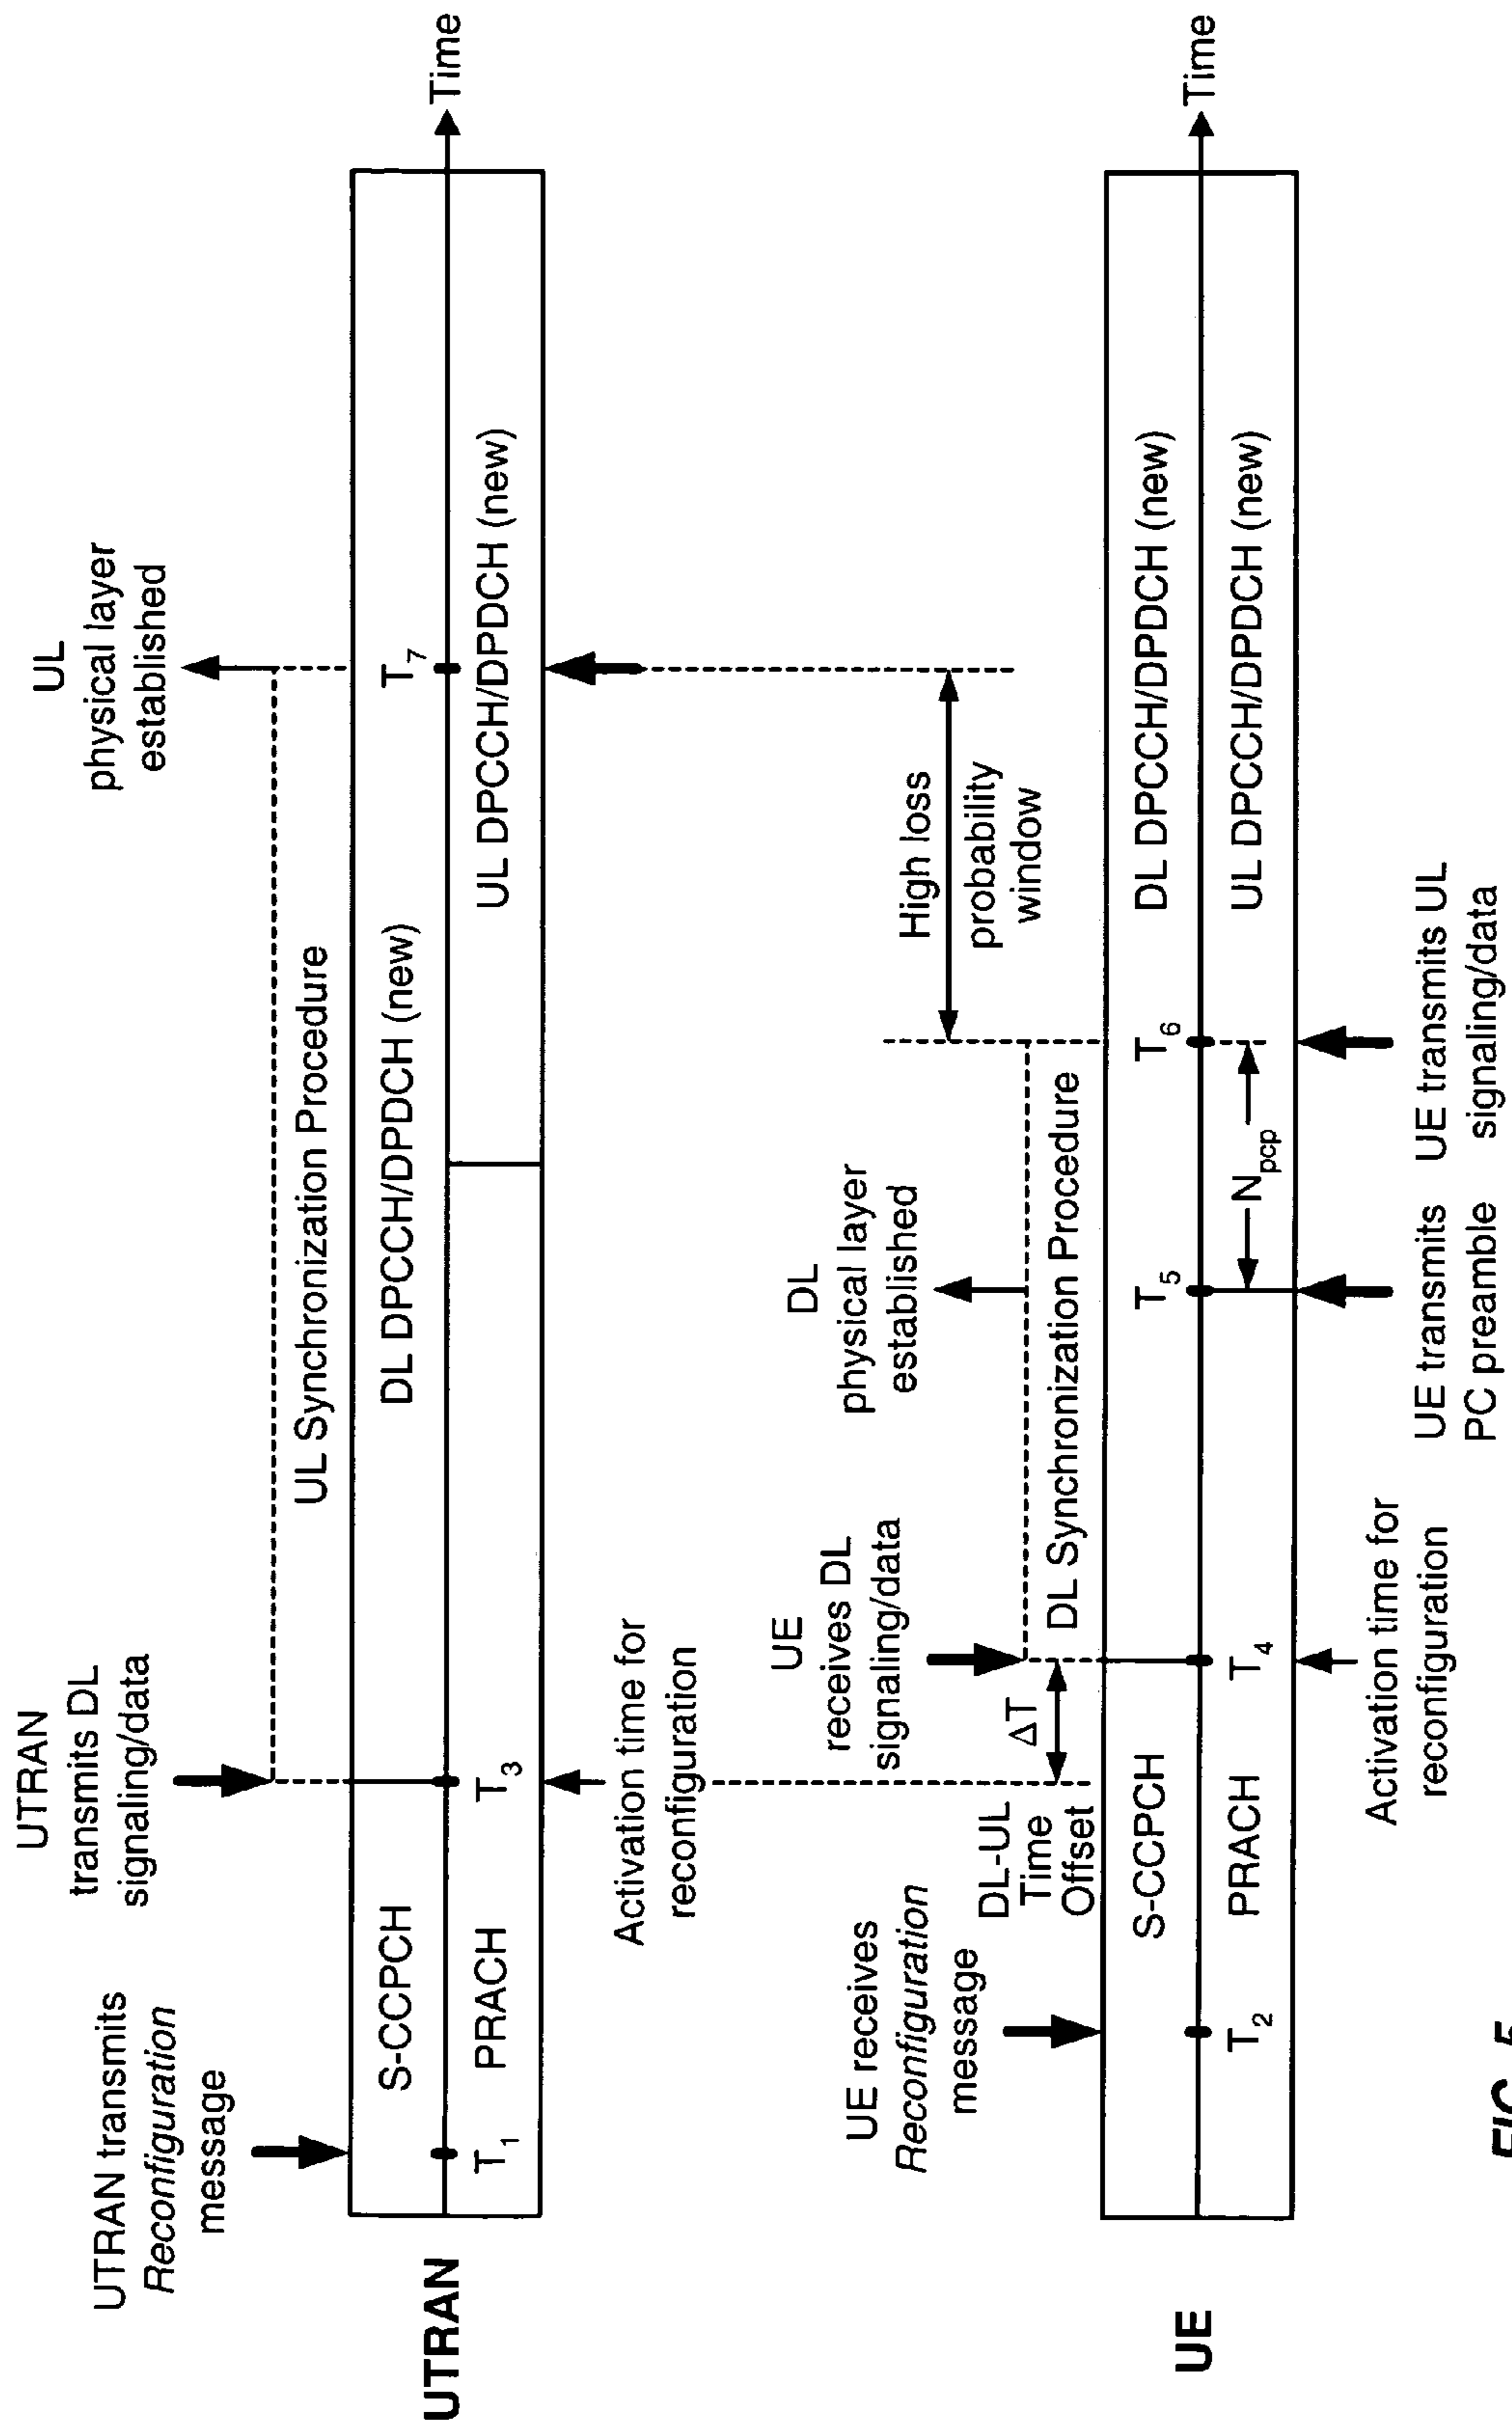 UTRAN transmits
Reconfiguration
message
UTRAN
transmits DL
signaling/data
UL
physical layer
established
UL Synchronization Procedure
UTRAN
S-CCPCH
DL DPCCH/DPDCH (new)
T7
Time
T1
PRACH
T3
UL DPCCH/DPDCH (new)
Activation time for
reconfiguration
UE receives
Reconfiguration
message
DL-UL
Time
Offset
ΔT
UE
receives DL
signaling/data
DL
physical layer
established
High loss
probability
window
DL Synchronization Procedure
UE
S-CCPCH
T5
T6
DL DPCCH/DPDCH (new)
Time
T2
PRACH
T4
Npcp
UL DPCCH/DPDCH (new)
Activation time for
reconfiguration
UE transmits
PC preamble
UE transmits UL
signaling/data
FIG. 5